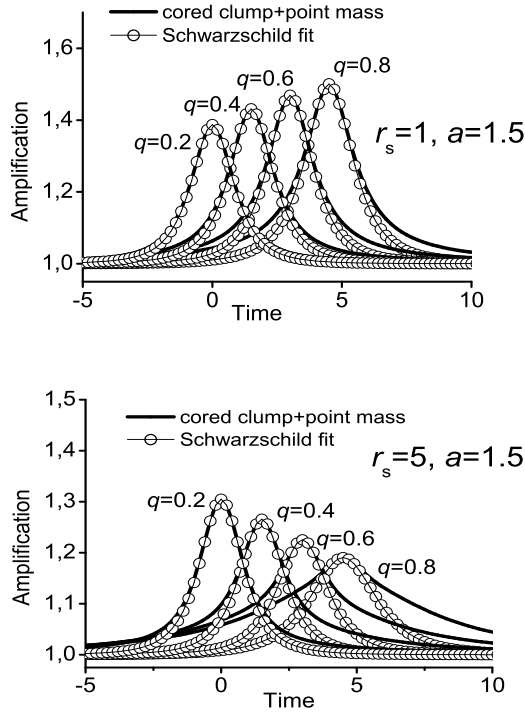 cored clump+point mass
Schwarzschild fit
1,6
q=0.8
q=0.6
q=0.4
q=0.2
1,4
r_s=1, a=1.5
1,2
1,0
Amplification
-5 0 5 10
Time
1,5
cored clump+point mass
Schwarzschild fit
1,4
r_s=5, a=1.5
1,3
q=0.2
q=0.4
q=0.6
q=0.8
1,2
1,1
1,0
Amplification
-5 0 5 10
Time